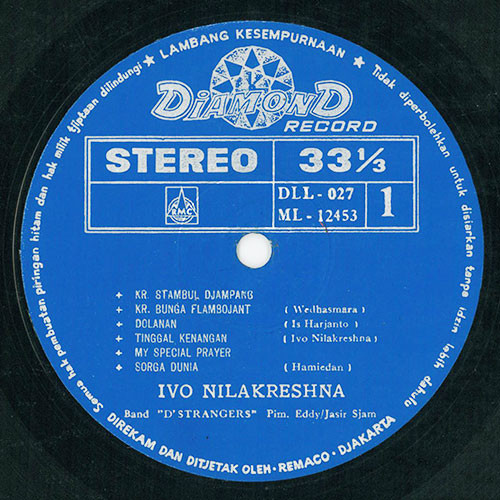 ★ LAMBANG KESEMPURNAAN ★
DiAMOND
RECORD
STEREO
33 1/3
RMC
DLL - 027
ML - 12453
1
+ KR. STAMBUL DJAMPANG
+ KR. BUNGA FLAMBOJANT ( Wedhasmara )
+ DOLANAN ( Is Harjanto )
+ TINGGAL KENANGAN ( Ivo Nilakreshna )
+ MY SPECIAL PRAYER
+ SORGA DUNIA ( Hamiedan )
IVO NILAKRESHNA
Band "D'STRANGERS" Pim. Eddy/Jasir Sjam
Semua hak pembuatan piringan hitam dan hak milik tjiptaan dilindungi
Tidak diperbolehkan untuk disiarkan tanpa idzin lebih dahulu
DIREKAM DAN DITJETAK OLEH · REMACO · DJAKARTA